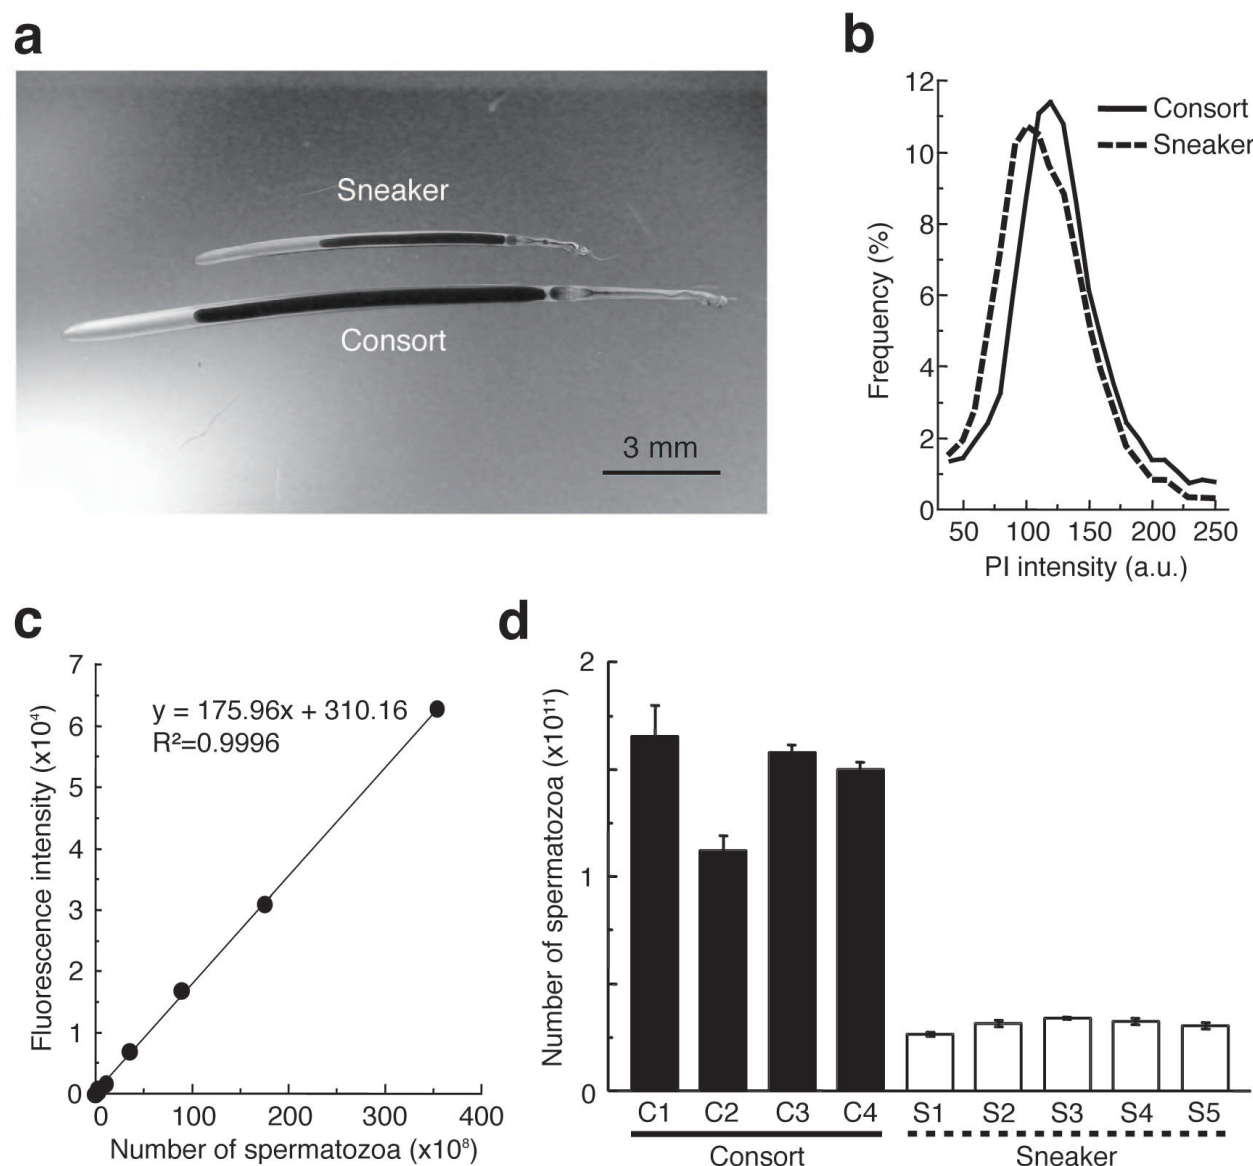 a
Sneaker
Consort
3 mm
b
12
10
8
6
4
2
0
Frequency (%)
50 100 150 200 250
PI intensity (a.u.)
Consort
Sneaker
c
7
6
5
4
3
2
1
0
Fluorescence intensity (x10⁴)
y = 175.96x + 310.16
R²=0.9996
0 100 200 300 400
Number of spermatozoa (x10⁸)
d
2
1
0
Number of spermatozoa (x10¹¹)
C1 C2 C3 C4 S1 S2 S3 S4 S5
Consort Sneaker